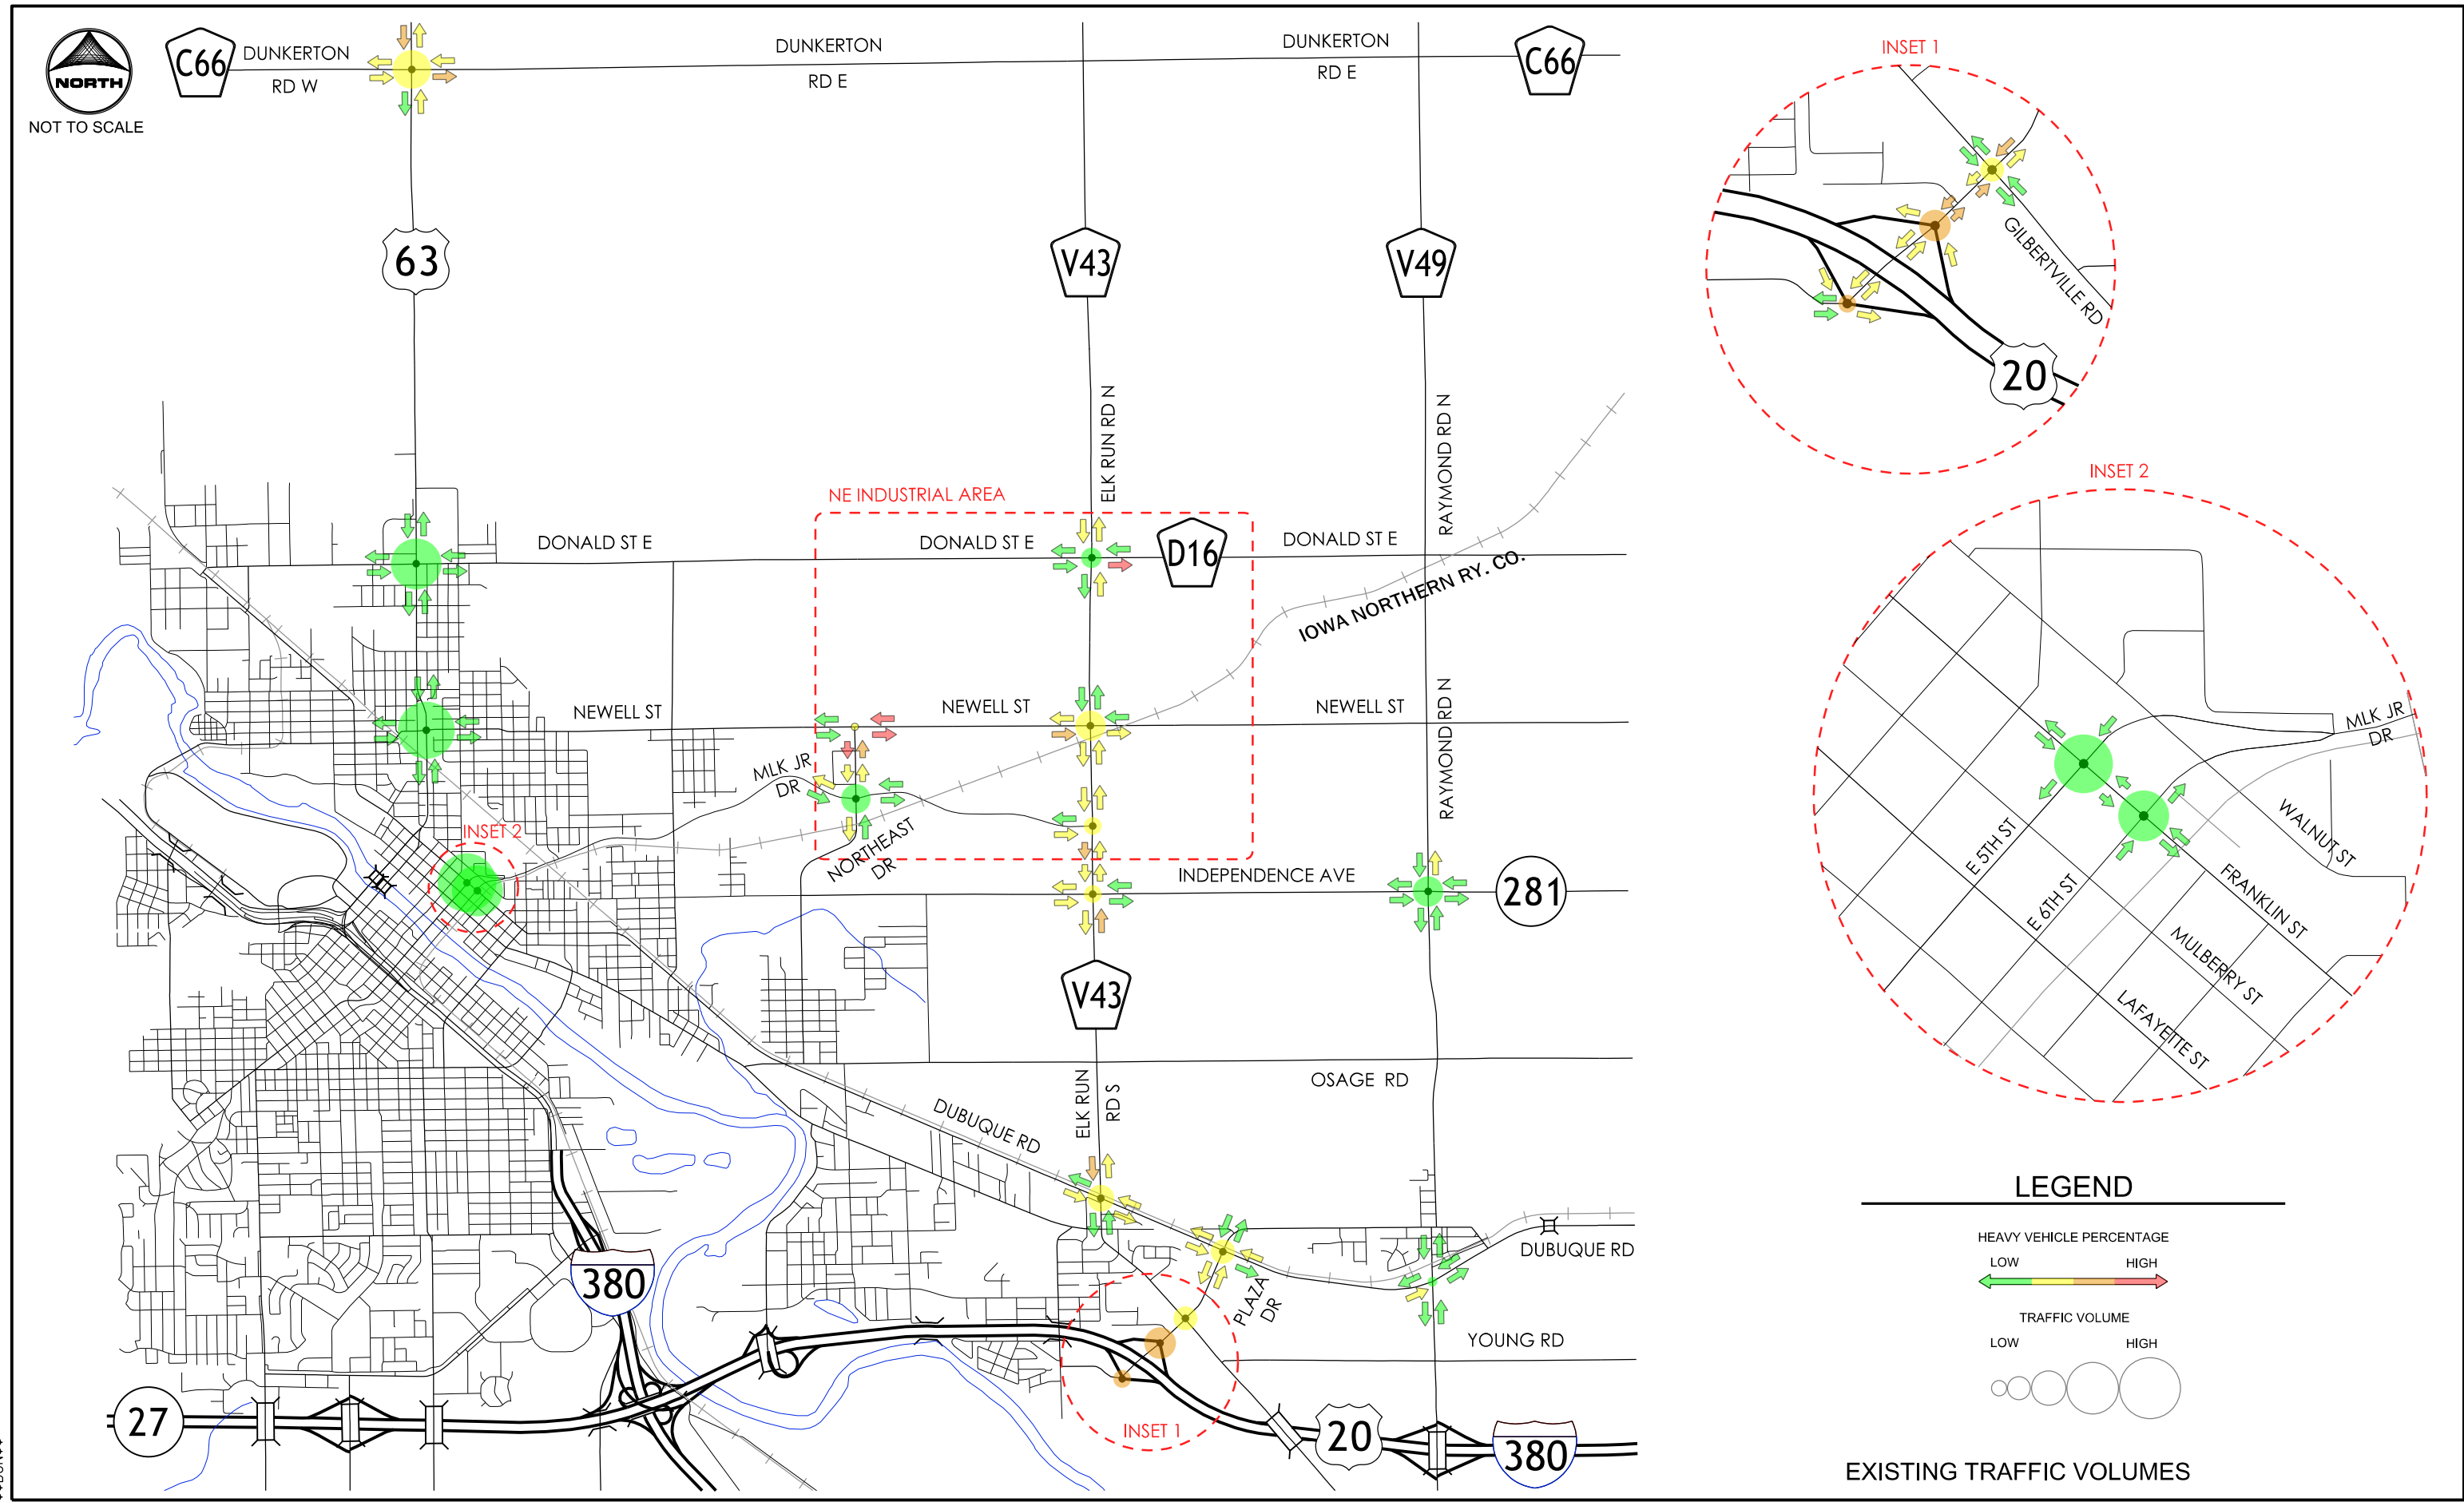 NORTH
NOT TO SCALE
C66
DUNKERTON
RD W
DUNKERTON
RD E
DUNKERTON
RD E
C66
63
V43
V49
ELK RUN RD N
RAYMOND RD N
NE INDUSTRIAL AREA
DONALD ST E
DONALD ST E
D16
DONALD ST E
IOWA NORTHERN RY. CO.
NEWELL ST
NEWELL ST
NEWELL ST
RAYMOND RD N
MLK JR
DR
INSET 2
NORTHEAST
DR
INDEPENDENCE AVE
281
V43
OSAGE RD
ELK RUN
RD S
DUBUQUE RD
DUBUQUE RD
PLAZA
DR
YOUNG RD
380
INSET 1
27
20
380
INSET 1
GILBERTVILLE RD
20
INSET 2
MLK JR
DR
WALNUT ST
E 5TH ST
E 6TH ST
FRANKLIN ST
MULBERRY ST
LAFAYETTE ST
LEGEND
HEAVY VEHICLE PERCENTAGE
LOW HIGH
TRAFFIC VOLUME
LOW HIGH
EXISTING TRAFFIC VOLUMES